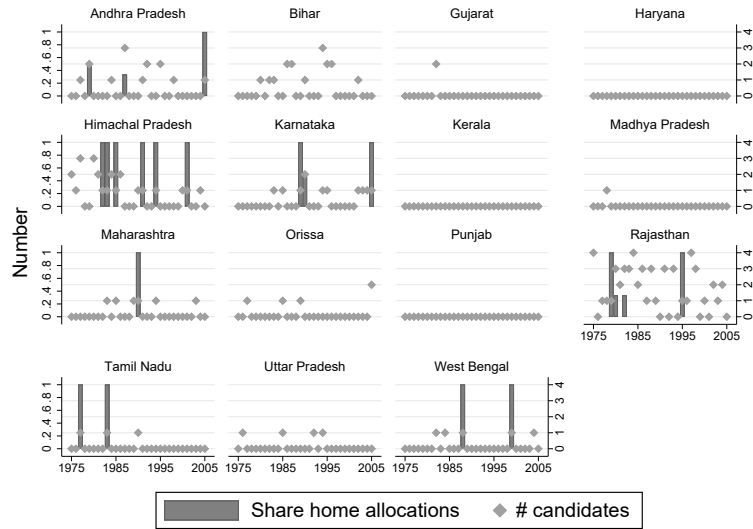 Andhra Pradesh Bihar Gujarat Haryana
0 .2 .4 .6 .8 1 0 1 2 3 4
Himachal Pradesh Karnataka Kerala Madhya Pradesh
0 .2 .4 .6 .8 1 0 1 2 3 4
Number
Maharashtra Orissa Punjab Rajasthan
0 .2 .4 .6 .8 1 0 1 2 3 4
1975 1985 1995 2005
Tamil Nadu Uttar Pradesh West Bengal
0 .2 .4 .6 .8 1 0 1 2 3 4
1975 1985 1995 2005 1975 1985 1995 2005 1975 1985 1995 2005
Share home allocations # candidates